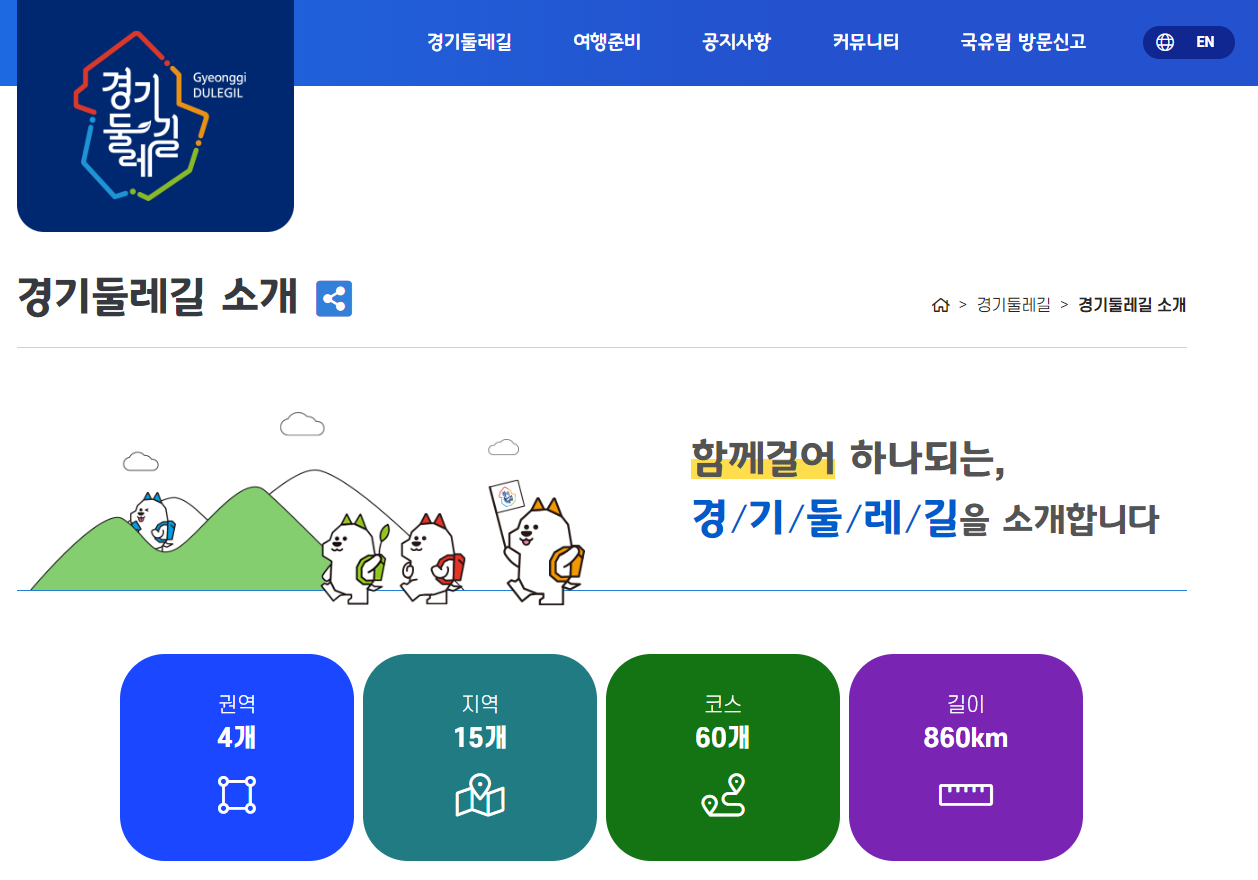 경기둘레길
Gyeonggi
DULEGIL
경기둘레길 여행준비 공지사항 커뮤니티 국유림 방문신고 EN
경기둘레길 소개
> 경기둘레길 > 경기둘레길 소개
함께걸어 하나되는,
경/기/둘/레/길을 소개합니다
권역
4개
지역
15개
코스
60개
길이
860km